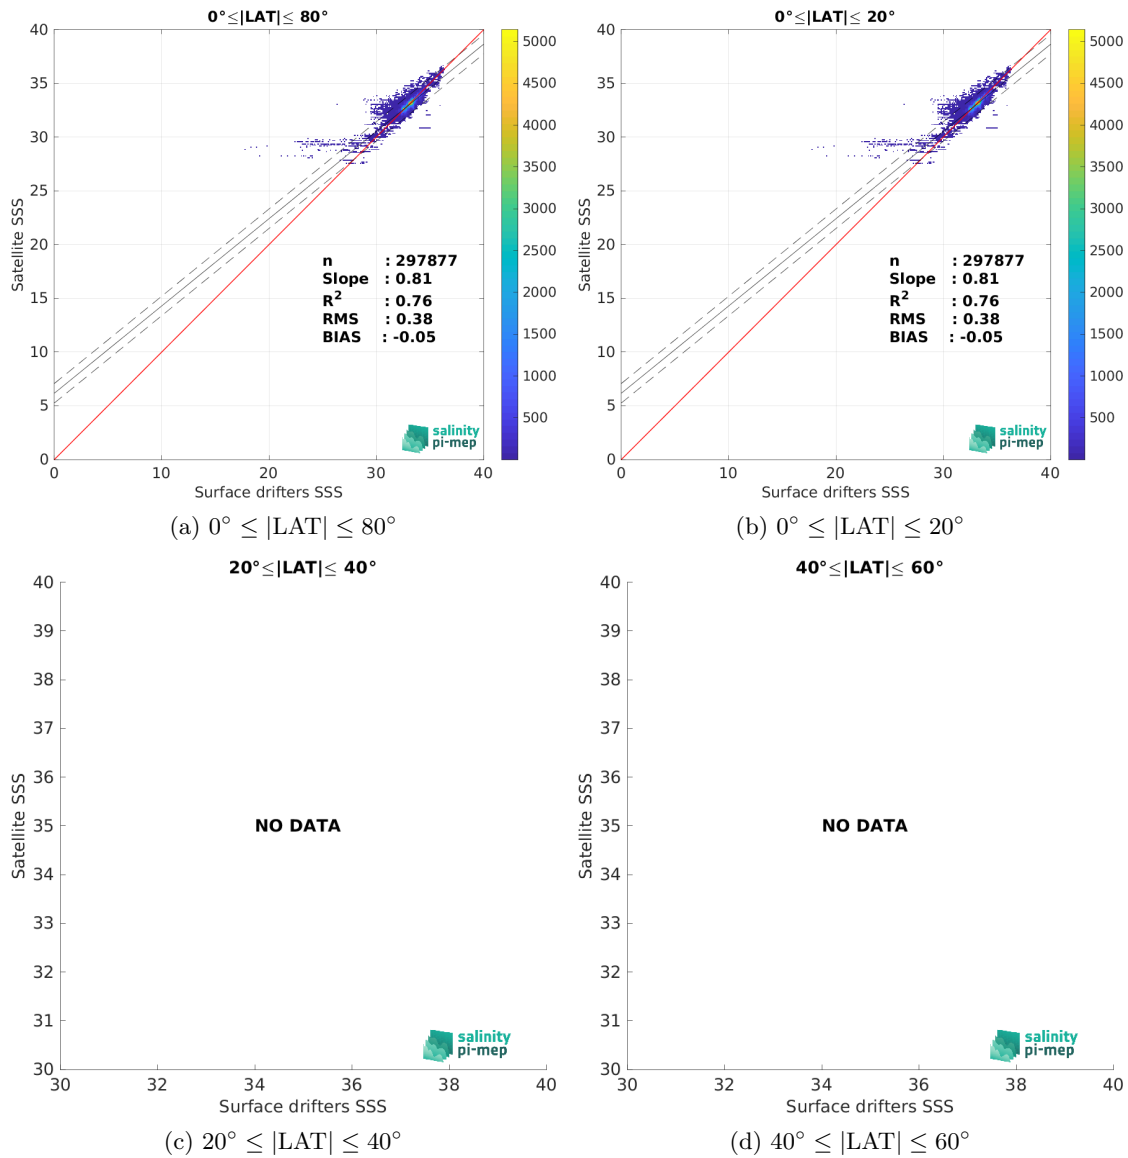 0°≤|LAT|≤ 80°
40
35
30
25
20
15
10
5
0
Satellite SSS
0 10 20 30 40
Surface drifters SSS
n : 297877
Slope : 0.81
R² : 0.76
RMS : 0.38
BIAS : -0.05
salinity
pi-mep
5000
4500
4000
3500
3000
2500
2000
1500
1000
500
(a) 0° ≤ |LAT| ≤ 80°
0°≤|LAT|≤ 20°
40
35
30
25
20
15
10
5
0
Satellite SSS
0 10 20 30 40
Surface drifters SSS
n : 297877
Slope : 0.81
R² : 0.76
RMS : 0.38
BIAS : -0.05
salinity
pi-mep
5000
4500
4000
3500
3000
2500
2000
1500
1000
500
(b) 0° ≤ |LAT| ≤ 20°
20°≤|LAT|≤ 40°
40
39
38
37
36
35
34
33
32
31
30
Satellite SSS
NO DATA
salinity
pi-mep
30 32 34 36 38 40
Surface drifters SSS
(c) 20° ≤ |LAT| ≤ 40°
40°≤|LAT|≤ 60°
40
39
38
37
36
35
34
33
32
31
30
Satellite SSS
NO DATA
salinity
pi-mep
30 32 34 36 38 40
Surface drifters SSS
(d) 40° ≤ |LAT| ≤ 60°